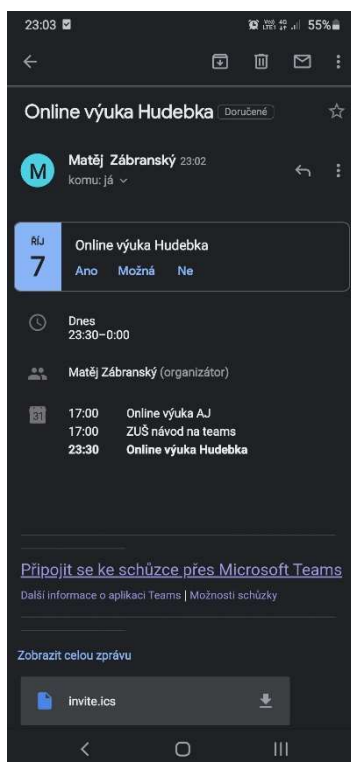 23:03 55%
Online výuka Hudebka Doručené
M
Matěj Zábranský 23:02
komu: já
ŘÍJ
7
Online výuka Hudebka
Ano Možná Ne
Dnes
23:30–0:00
Matěj Zábranský (organizátor)
31
17:00 Online výuka AJ
17:00 ZUŠ návod na teams
23:30 Online výuka Hudebka
Připojit se ke schůzce přes Microsoft Teams
Další informace o aplikaci Teams | Možnosti schůzky
Zobrazit celou zprávu
invite.ics